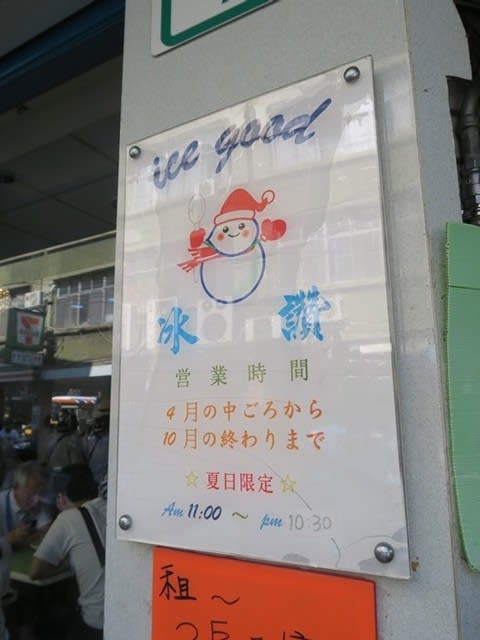 ice good
冰 讚
営業時間
4月の中ごろから
10月の終わりまで
☆夏日限定☆
Am 11:00 ～ pm 10:30
租～